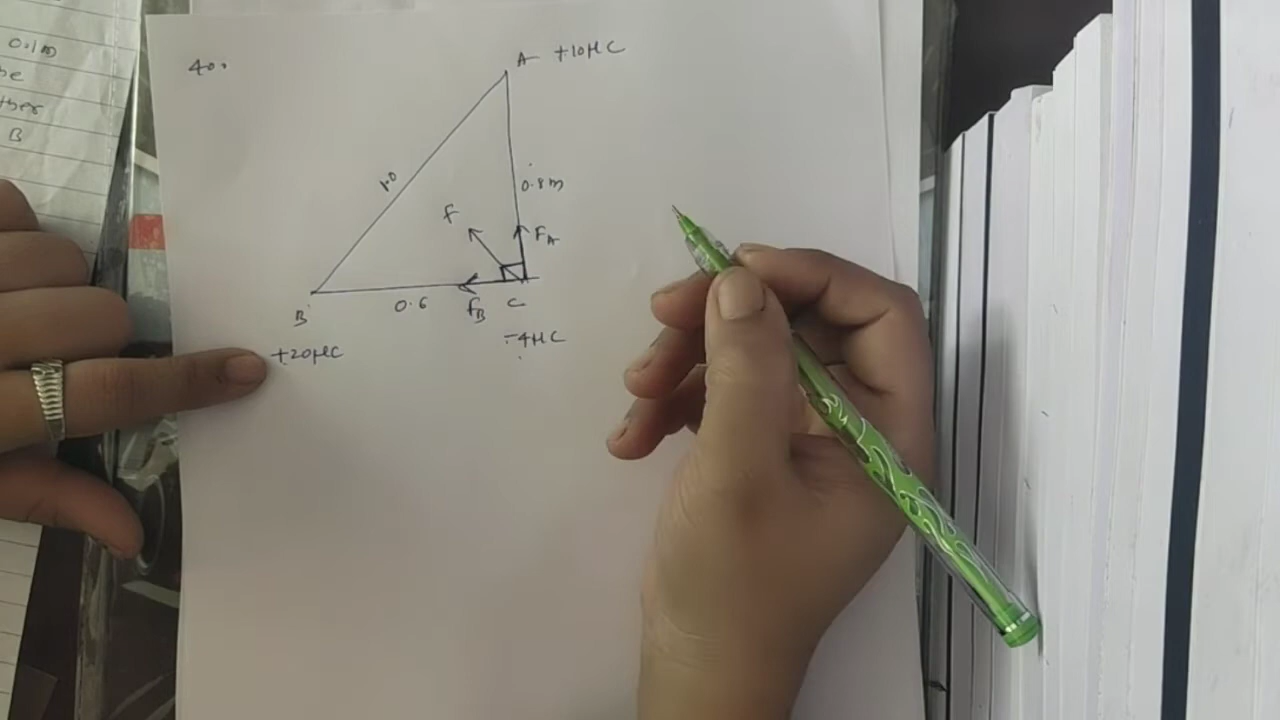 0.1m
be
ther
B
40.
A +10μC
1.0
0.8m
F
FA
B
0.6
fB
C
-4μC
+20μC